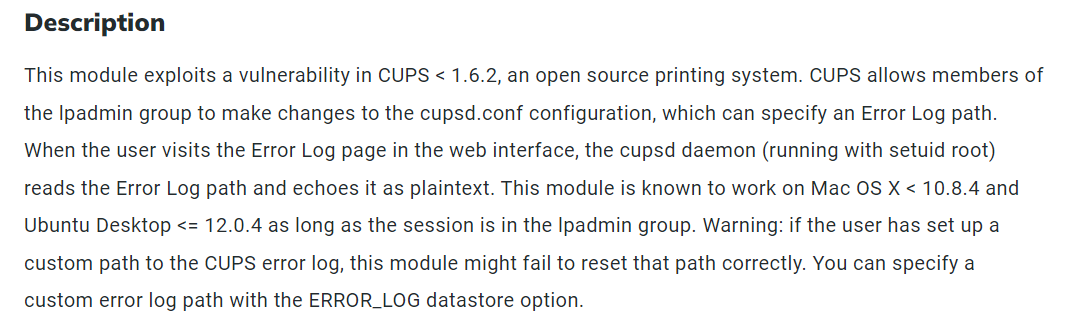 Description
This module exploits a vulnerability in CUPS < 1.6.2, an open source printing system. CUPS allows members of
the lpadmin group to make changes to the cupsd.conf configuration, which can specify an Error Log path.
When the user visits the Error Log page in the web interface, the cupsd daemon (running with setuid root)
reads the Error Log path and echoes it as plaintext. This module is known to work on Mac OS X < 10.8.4 and
Ubuntu Desktop <= 12.0.4 as long as the session is in the lpadmin group. Warning: if the user has set up a
custom path to the CUPS error log, this module might fail to reset that path correctly. You can specify a
custom error log path with the ERROR_LOG datastore option.